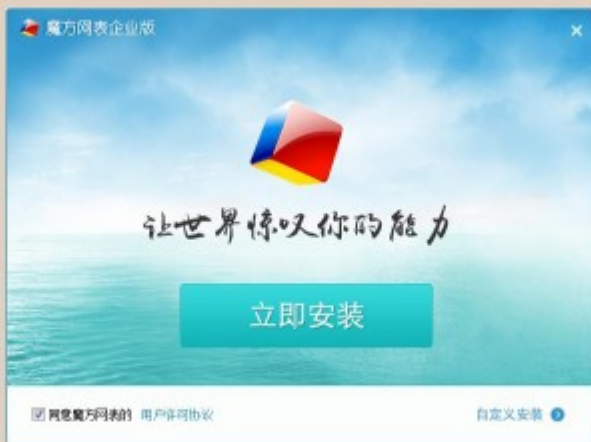 魔方网表企业版
让世界惊叹你的能力
立即安装
同意魔方网表的 用户许可协议
自定义安装